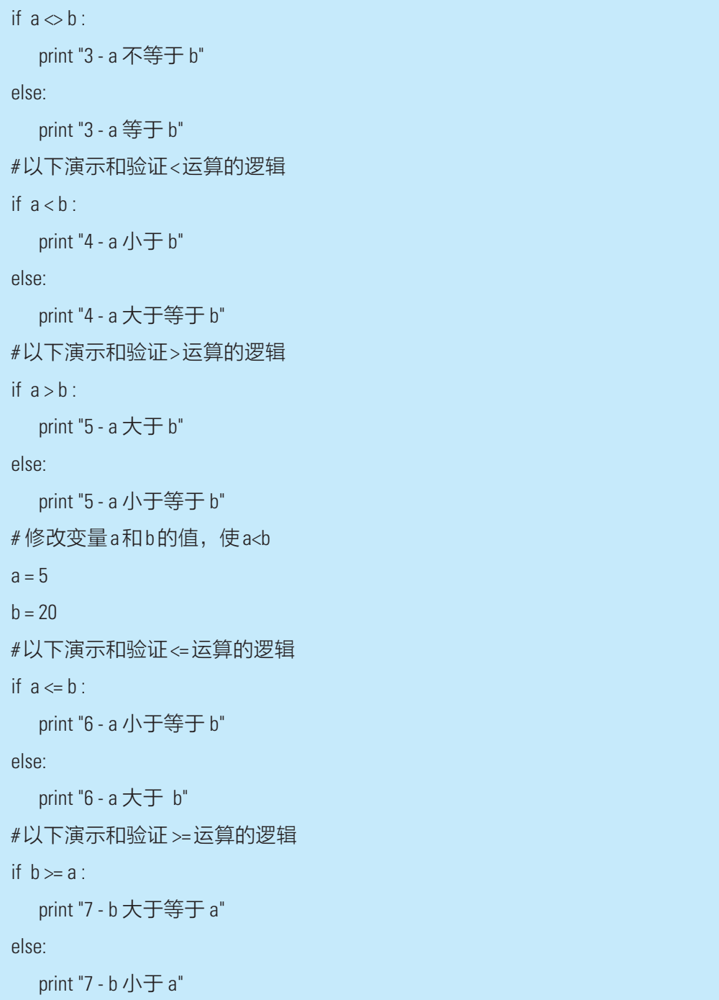 if  a <> b :
print "3 - a 不等于 b"
else:
print "3 - a 等于 b"
#以下演示和验证<运算的逻辑
if  a < b :
print "4 - a 小于 b"
else:
print "4 - a 大于等于 b"
#以下演示和验证>运算的逻辑
if  a > b :
print "5 - a 大于 b"
else:
print "5 - a 小于等于 b"
# 修改变量a和b的值，使a<b
a = 5
b = 20
#以下演示和验证<=运算的逻辑
if  a <= b :
print "6 - a 小于等于 b"
else:
print "6 - a 大于  b"
#以下演示和验证>=运算的逻辑
if  b >= a :
print "7 - b 大于等于 a"
else:
print "7 - b 小于 a"